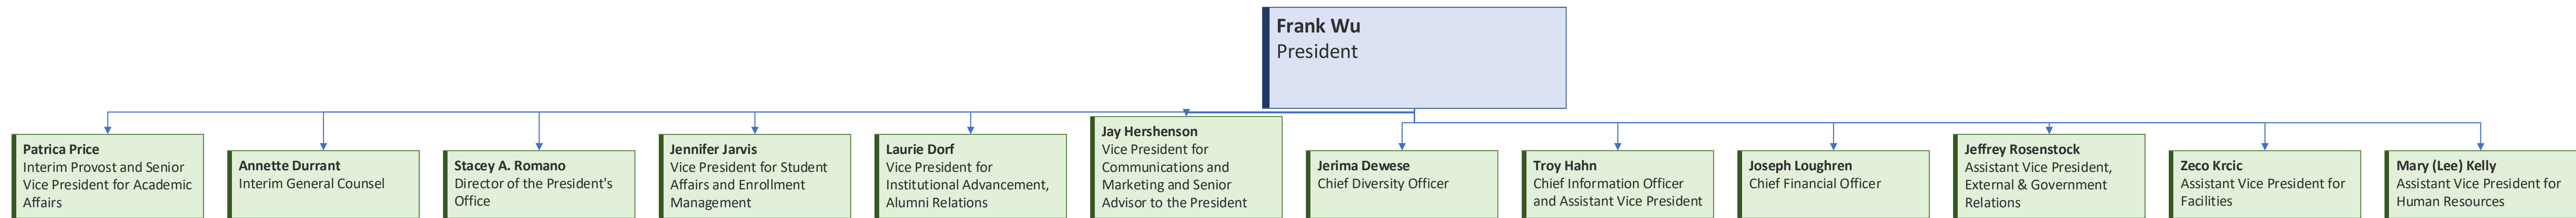 Frank Wu
President
Patrica Price
Interim Provost and Senior
Vice President for Academic
Affairs
Annette Durrant
Interim General Counsel
Stacey A. Romano
Director of the President's
Office
Jennifer Jarvis
Vice President for Student
Affairs and Enrollment
Management
Laurie Dorf
Vice President for
Institutional Advancement,
Alumni Relations
Jay Hershenson
Vice President for
Communications and
Marketing and Senior
Advisor to the President
Jerima Dewese
Chief Diversity Officer
Troy Hahn
Chief Information Officer
and Assistant Vice President
Joseph Loughren
Chief Financial Officer
Jeffrey Rosenstock
Assistant Vice President,
External & Government
Relations
Zeco Krcic
Assistant Vice President for
Facilities
Mary (Lee) Kelly
Assistant Vice President for
Human Resources